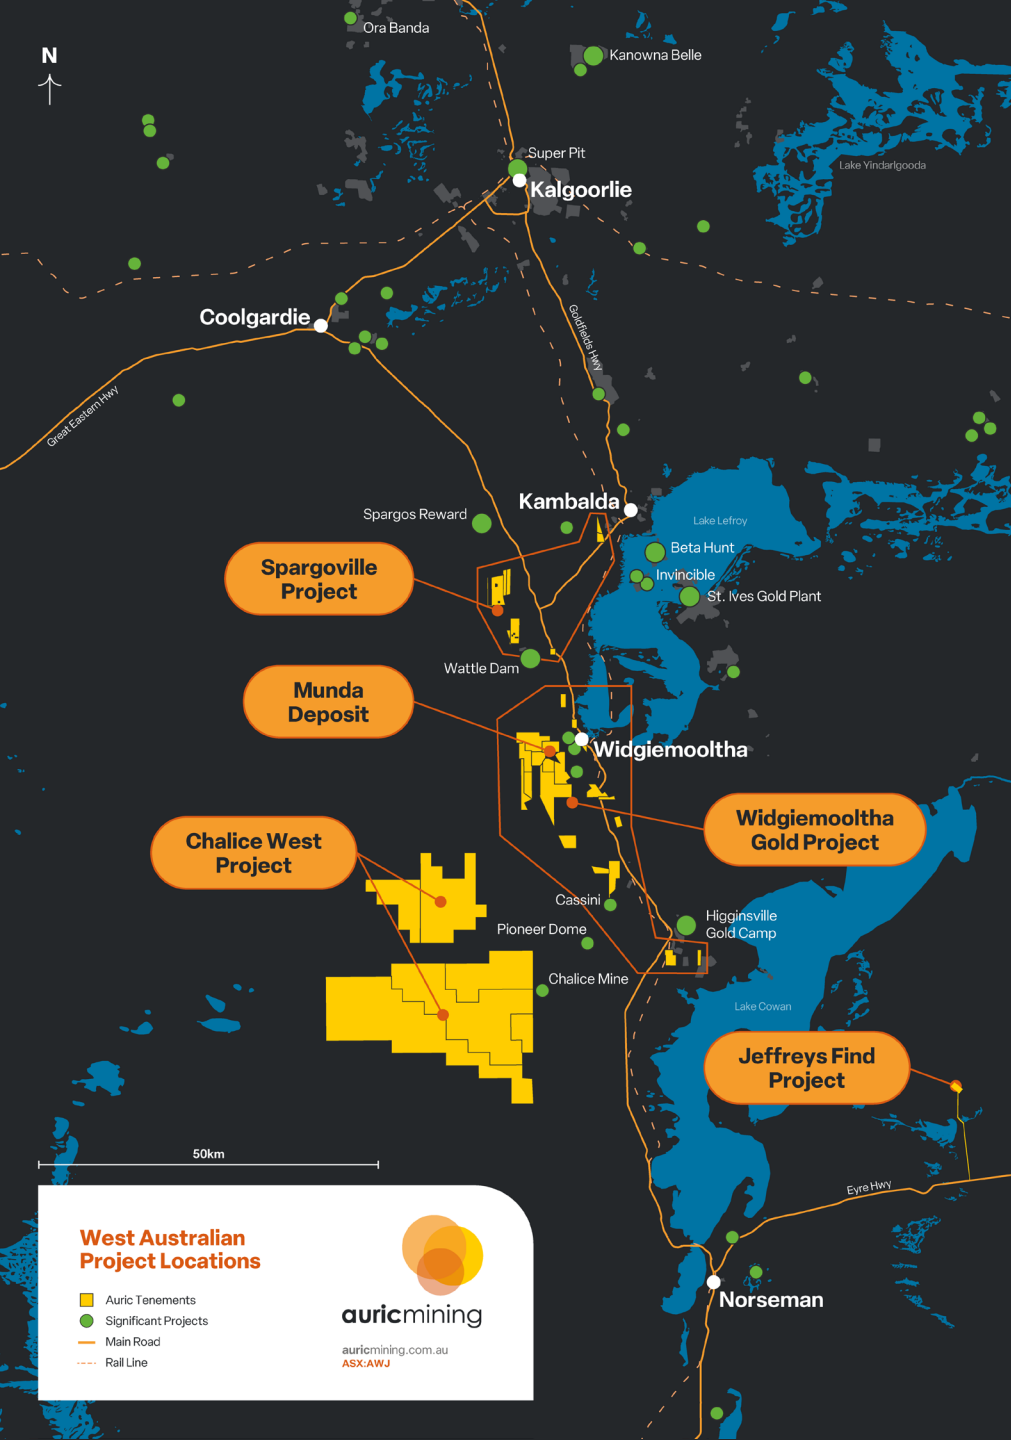 Ora Banda
N
Kanowna Belle
Super Pit
Lake Yindarlgooda
Kalgoorlie
Coolgardie
Goldfields Hwy
Great Eastern Hwy
Kambalda
Spargos Reward
Lake Lefroy
Beta Hunt
Spargoville
Project
Invincible
St. Ives Gold Plant
Wattle Dam
Munda
Deposit
Widgiemooltha
Widgiemooltha
Gold Project
Chalice West
Project
Cassini
Higginsville
Gold Camp
Pioneer Dome
Chalice Mine
Lake Cowan
Jeffreys Find
Project
50km
Eyre Hwy
West Australian
Project Locations
Auric Tenements
Significant Projects
Main Road
Rail Line
auricmining
auricmining.com.au
ASX:AWJ
Norseman